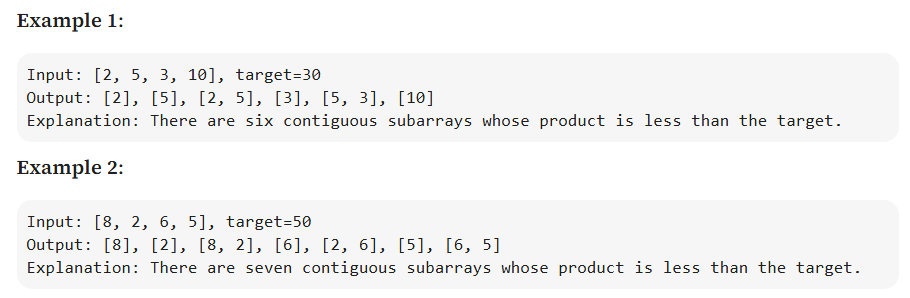 Example 1:
Input: [2, 5, 3, 10], target=30
Output: [2], [5], [2, 5], [3], [5, 3], [10]
Explanation: There are six contiguous subarrays whose product is less than the target.
Example 2:
Input: [8, 2, 6, 5], target=50
Output: [8], [2], [8, 2], [6], [2, 6], [5], [6, 5]
Explanation: There are seven contiguous subarrays whose product is less than the target.